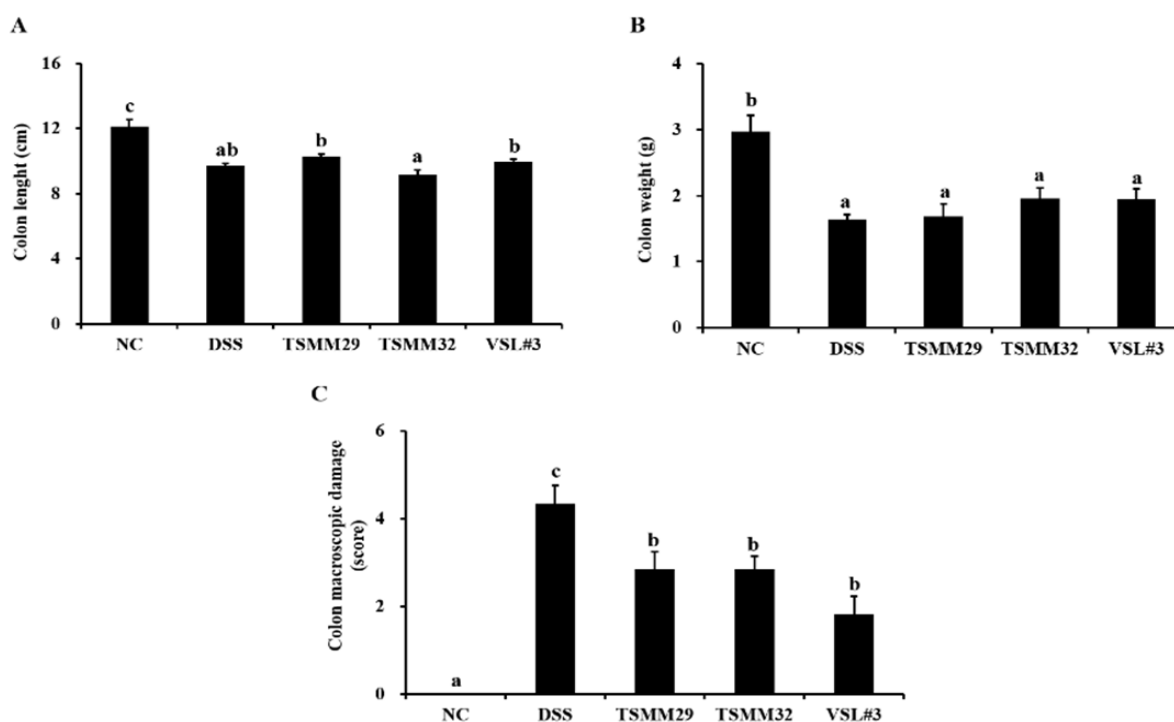 A
Colon lenght (cm)
16
12
8
4
0
c
ab
b
a
b
NC DSS TSMM29 TSMM32 VSL#3
B
Colon weight (g)
4
3
2
1
0
b
a
a
a
a
NC DSS TSMM29 TSMM32 VSL#3
C
Colon macroscopic damage
(score)
6
4
2
0
a
c
b
b
b
NC DSS TSMM29 TSMM32 VSL#3